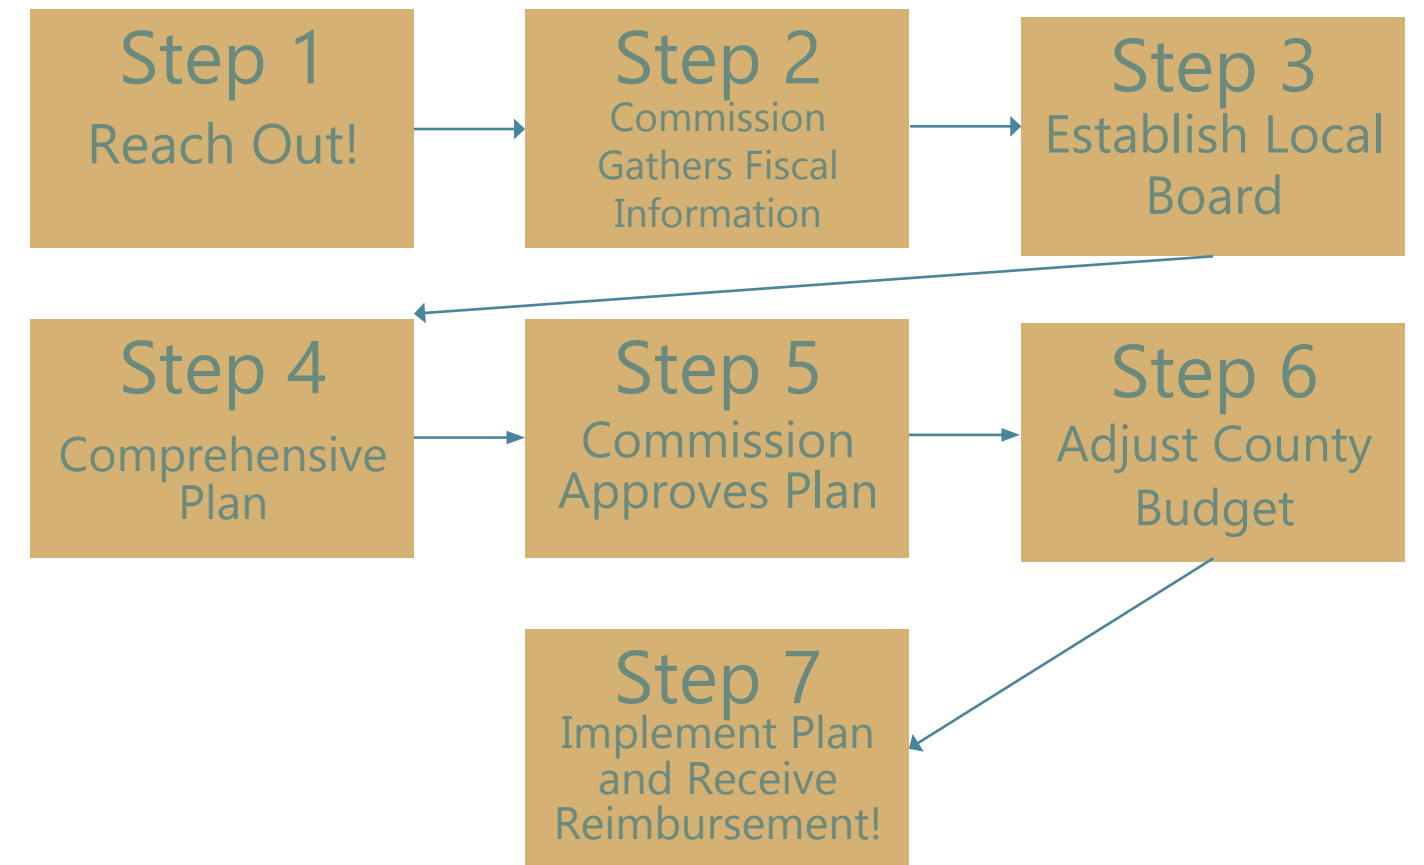 Step 1
Reach Out!
Step 2
Commission
Gathers Fiscal
Information
Step 3
Establish Local
Board
Step 4
Comprehensive
Plan
Step 5
Commission
Approves Plan
Step 6
Adjust County
Budget
Step 7
Implement Plan
and Receive
Reimbursement!